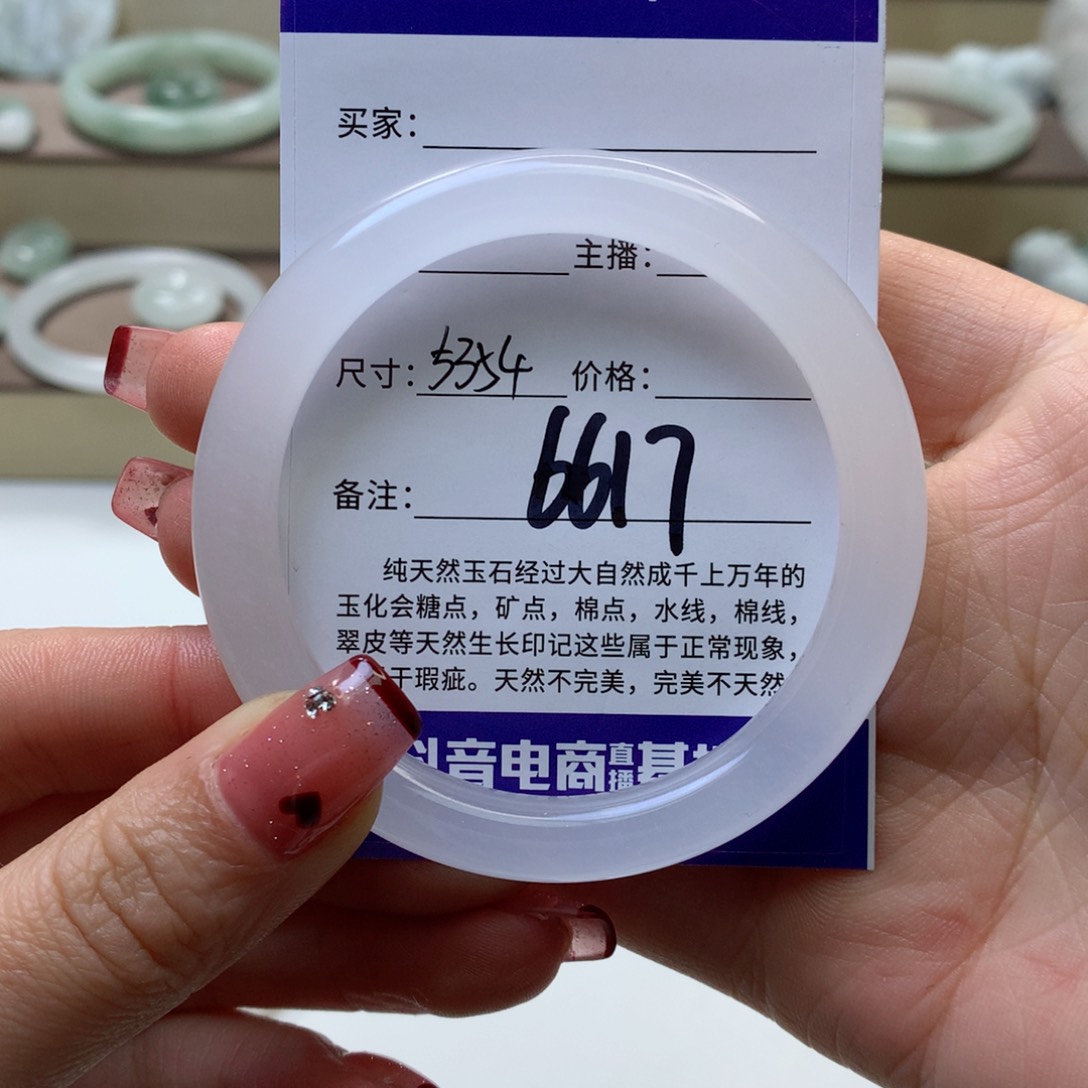 买家：
主播：
尺寸：5354 价格：
备注：6617
纯天然玉石经过大自然成千上万年的
玉化会糖点，矿点，棉点，水线，棉线，
翠皮等天然生长印记这些属于正常现象，
于瑕疵。天然不完美，完美不天然
抖音电商直播基